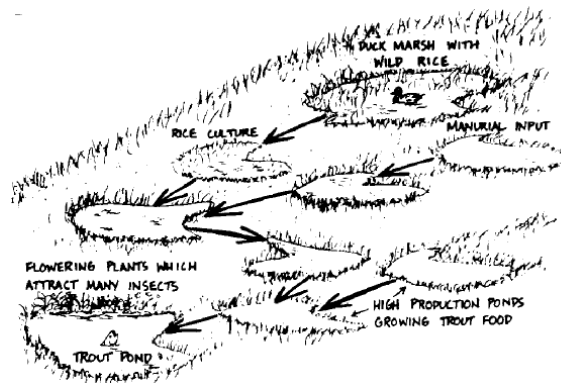 DUCK MARSH WITH
WILD RICE
RICE CULTURE
MANURIAL INPUT
FLOWERING PLANTS WHICH
ATTRACT MANY INSECTS
HIGH PRODUCTION PONDS
GROWING TROUT FOOD
TROUT POND